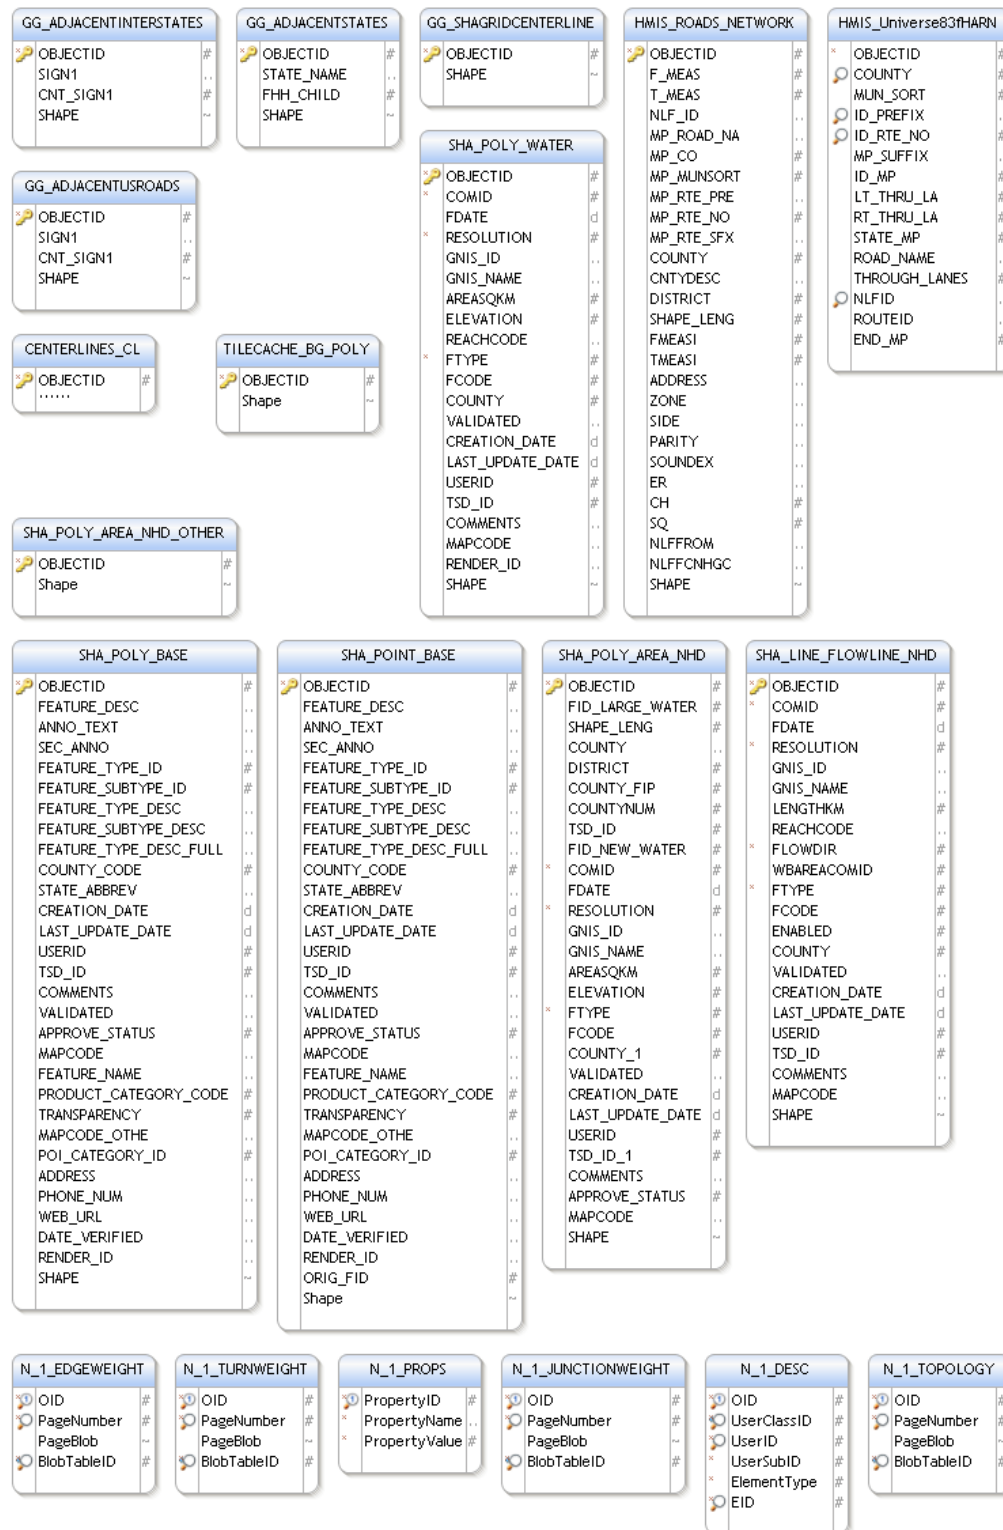 GG_ADJACENTINTERSTATES
OBJECTID #
SIGN1 ..
CNT_SIGN1 #
SHAPE ~
GG_ADJACENTSTATES
OBJECTID #
STATE_NAME ..
FHH_CHILD #
SHAPE ~
GG_SHAGRIDCENTERLINE
OBJECTID #
SHAPE ~
HMIS_ROADS_NETWORK
OBJECTID #
F_MEAS #
T_MEAS #
NLF_ID ..
MP_ROAD_NA ..
MP_CO #
MP_MUNSORT #
MP_RTE_PRE ..
MP_RTE_NO #
MP_RTE_SFX ..
COUNTY #
CNTYDESC ..
DISTRICT #
SHAPE_LENG #
FMEASI #
TMEASI #
ADDRESS ..
ZONE ..
SIDE ..
PARITY ..
SOUNDEX ..
ER #
CH #
SQ #
NLFFROM ..
NLFFCNHGC ..
SHAPE ~
HMIS_Universe83fHARN
OBJECTID #
COUNTY #
MUN_SORT #
ID_PREFIX
ID_RTE_NO #
MP_SUFFIX
ID_MP #
LT_THRU_LA #
RT_THRU_LA #
STATE_MP #
ROAD_NAME
THROUGH_LANES #
NLFID
ROUTEID
END_MP #
SHA_POLY_WATER
OBJECTID #
COMID #
FDATE d
RESOLUTION #
GNIS_ID ..
GNIS_NAME ..
AREASQKM #
ELEVATION #
REACHCODE ..
FTYPE #
FCODE #
COUNTY #
VALIDATED ..
CREATION_DATE d
LAST_UPDATE_DATE d
USERID #
TSD_ID #
COMMENTS ..
MAPCODE ..
RENDER_ID ..
SHAPE ~
GG_ADJACENTUSROADS
OBJECTID #
SIGN1 ..
CNT_SIGN1 #
SHAPE ~
CENTERLINES_CL
OBJECTID #
......
TILECACHE_BG_POLY
OBJECTID #
Shape ~
SHA_POLY_AREA_NHD_OTHER
OBJECTID #
Shape ~
SHA_POLY_BASE
OBJECTID #
FEATURE_DESC ..
ANNO_TEXT ..
SEC_ANNO ..
FEATURE_TYPE_ID #
FEATURE_SUBTYPE_ID #
FEATURE_TYPE_DESC ..
FEATURE_SUBTYPE_DESC ..
FEATURE_TYPE_DESC_FULL ..
COUNTY_CODE #
STATE_ABBREV ..
CREATION_DATE d
LAST_UPDATE_DATE d
USERID #
TSD_ID #
COMMENTS ..
VALIDATED ..
APPROVE_STATUS #
MAPCODE ..
FEATURE_NAME ..
PRODUCT_CATEGORY_CODE #
TRANSPARENCY #
MAPCODE_OTHE ..
POI_CATEGORY_ID #
ADDRESS ..
PHONE_NUM ..
WEB_URL ..
DATE_VERIFIED ..
RENDER_ID ..
SHAPE ~
SHA_POINT_BASE
OBJECTID #
FEATURE_DESC ..
ANNO_TEXT ..
SEC_ANNO ..
FEATURE_TYPE_ID #
FEATURE_SUBTYPE_ID #
FEATURE_TYPE_DESC ..
FEATURE_SUBTYPE_DESC ..
FEATURE_TYPE_DESC_FULL ..
COUNTY_CODE #
STATE_ABBREV ..
CREATION_DATE d
LAST_UPDATE_DATE d
USERID #
TSD_ID #
COMMENTS ..
VALIDATED ..
APPROVE_STATUS #
MAPCODE ..
FEATURE_NAME ..
PRODUCT_CATEGORY_CODE #
TRANSPARENCY #
MAPCODE_OTHE ..
POI_CATEGORY_ID #
ADDRESS ..
PHONE_NUM ..
WEB_URL ..
DATE_VERIFIED ..
RENDER_ID ..
ORIG_FID #
Shape ~
SHA_POLY_AREA_NHD
OBJECTID #
FID_LARGE_WATER #
SHAPE_LENG #
COUNTY ..
DISTRICT #
COUNTY_FIP #
COUNTYNUM #
TSD_ID #
FID_NEW_WATER #
COMID #
FDATE d
RESOLUTION #
GNIS_ID ..
GNIS_NAME ..
AREASQKM #
ELEVATION #
FTYPE #
FCODE #
COUNTY_1 #
VALIDATED ..
CREATION_DATE d
LAST_UPDATE_DATE d
USERID #
TSD_ID_1 #
COMMENTS ..
APPROVE_STATUS #
MAPCODE ..
SHAPE ~
SHA_LINE_FLOWLINE_NHD
OBJECTID #
COMID #
FDATE d
RESOLUTION #
GNIS_ID ..
GNIS_NAME ..
LENGTHKM #
REACHCODE ..
FLOWDIR #
WBAREACOMID #
FTYPE #
FCODE #
ENABLED #
COUNTY #
VALIDATED ..
CREATION_DATE d
LAST_UPDATE_DATE d
USERID #
TSD_ID #
COMMENTS ..
MAPCODE ..
SHAPE ~
N_1_EDGEWEIGHT
OID #
PageNumber #
PageBlob ~
BlobTableID #
N_1_TURNWEIGHT
OID #
PageNumber #
PageBlob ~
BlobTableID #
N_1_PROPS
PropertyID #
PropertyName ..
PropertyValue #
N_1_JUNCTIONWEIGHT
OID #
PageNumber #
PageBlob ~
BlobTableID #
N_1_DESC
OID #
UserClassID #
UserID #
UserSubID #
ElementType #
EID #
N_1_TOPOLOGY
OID #
PageNumber #
PageBlob ~
BlobTableID #